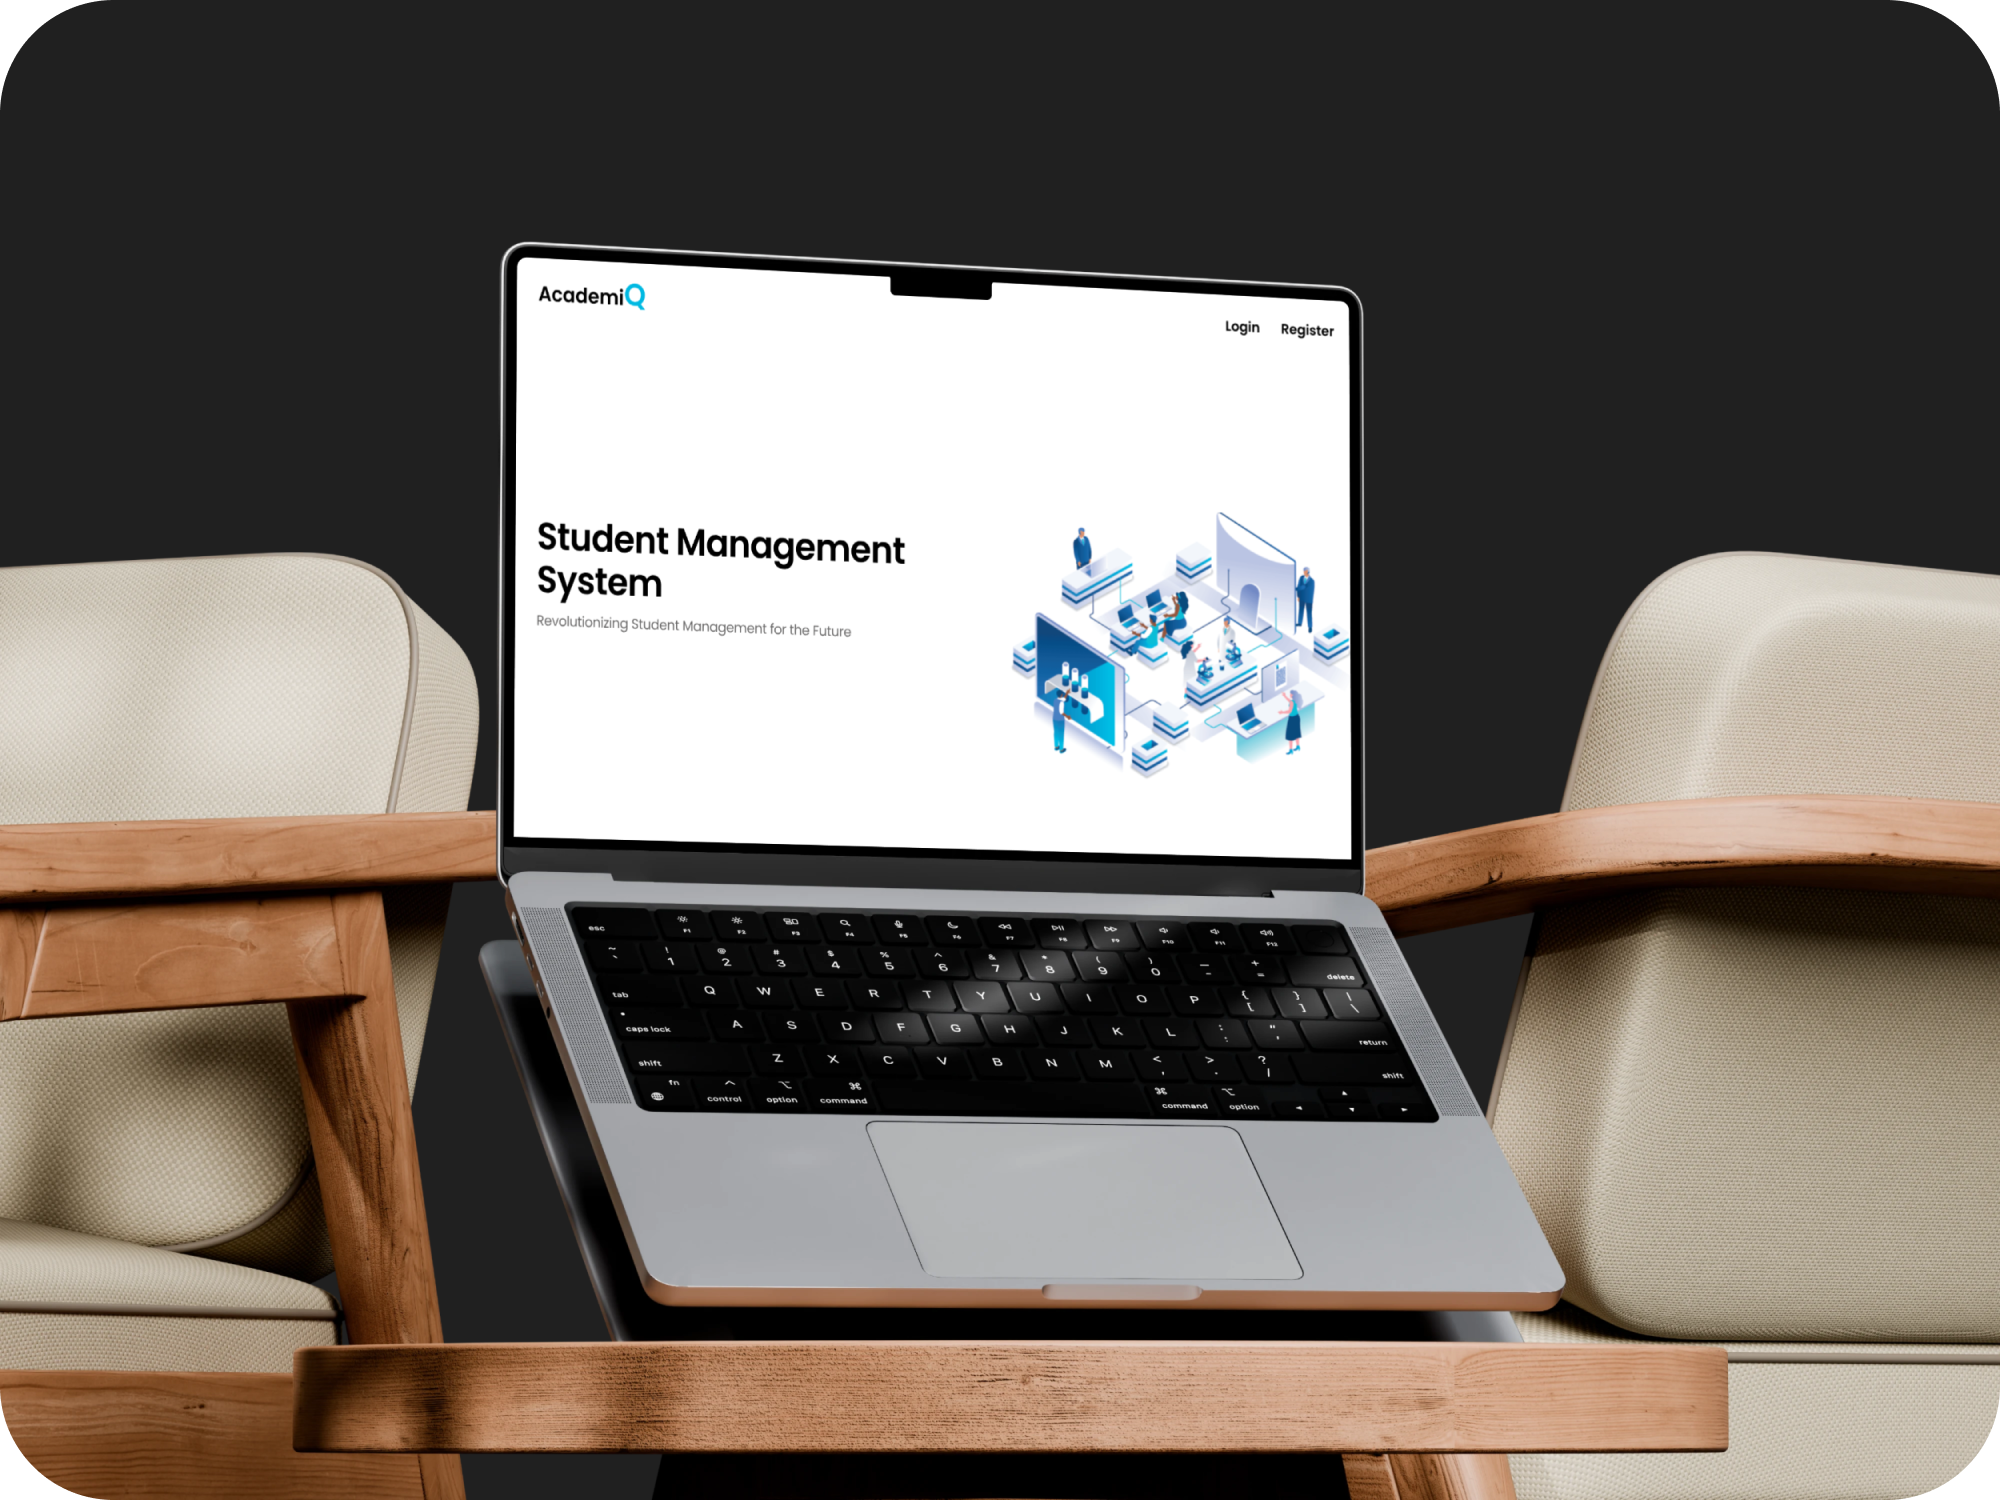 AcademiQ
Login Register
Student Management
System
Revolutionizing Student Management for the Future
esc F1 F2 F3 F4 F5 F6 F7 F8 F9 F10 F11 F12
~ ! @ # $ % ^ & * ( ) _ +
` 1 2 3 4 5 6 7 8 9 0 - = delete
tab Q W E R T Y U I O P { [ } ] | \
caps lock A S D F G H J K L : ; " ' return
shift Z X C V B N M < , > . ? / shift
fn control option command command option